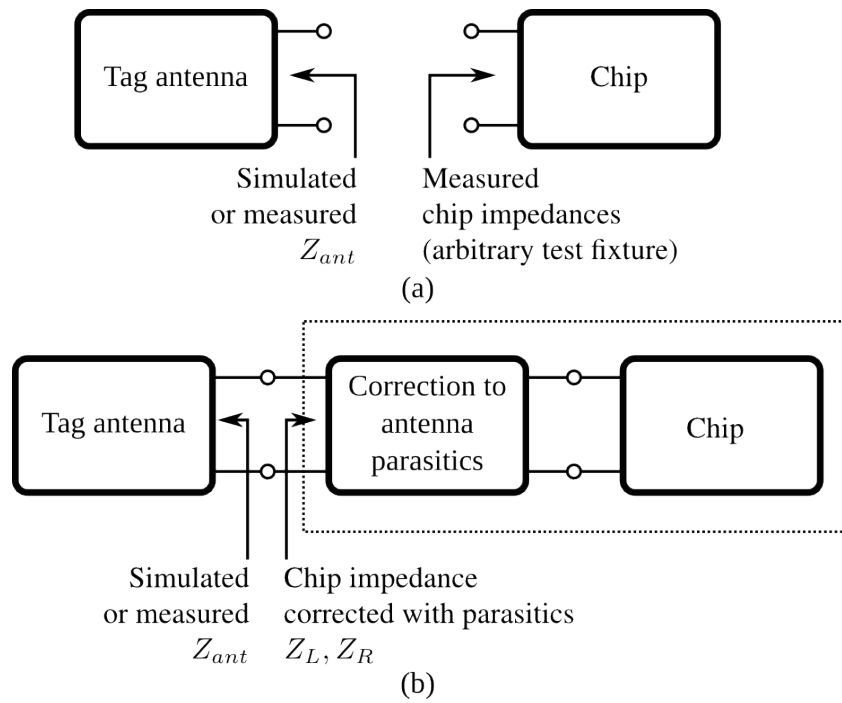 Tag antenna
Chip
Simulated
or measured
Z_ant
Measured
chip impedances
(arbitrary test fixture)
(a)
Tag antenna
Correction to
antenna
parasitics
Chip
Simulated
or measured
Z_ant
Chip impedance
corrected with parasitics
Z_L, Z_R
(b)